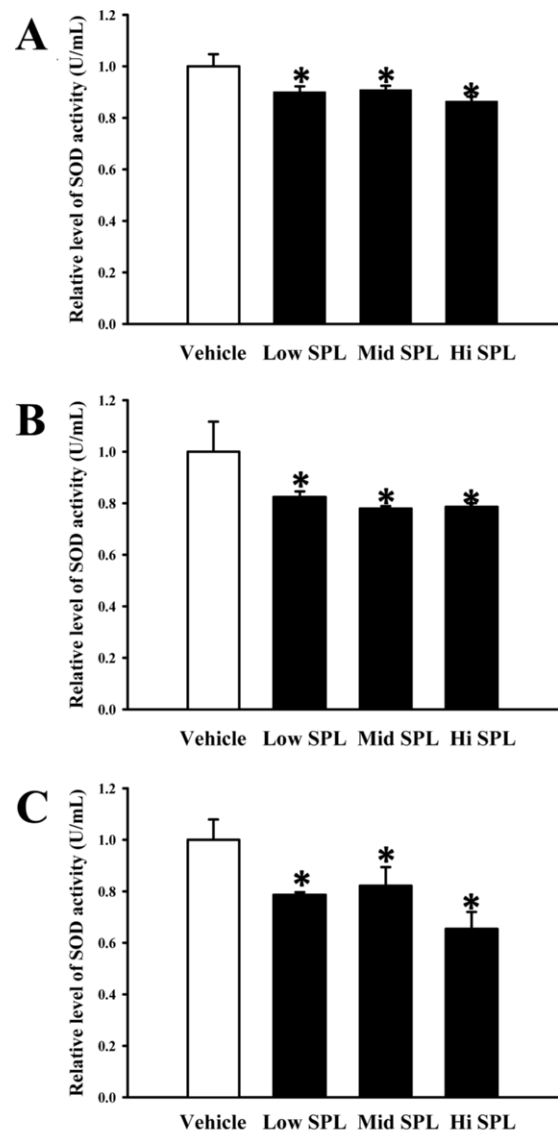 A
Relative level of SOD activity (U/mL)
1.2
1.0
0.8
0.6
0.4
0.2
0.0
* * *
Vehicle Low SPL Mid SPL Hi SPL
B
Relative level of SOD activity (U/mL)
1.2
1.0
0.8
0.6
0.4
0.2
0.0
* * *
Vehicle Low SPL Mid SPL Hi SPL
C
Relative level of SOD activity (U/mL)
1.2
1.0
0.8
0.6
0.4
0.2
0.0
* * *
Vehicle Low SPL Mid SPL Hi SPL